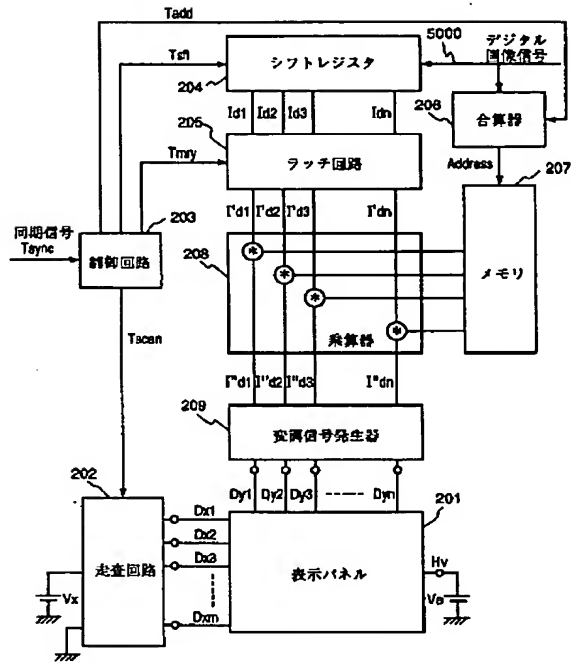 Tadd
Tsft
5000
デジタル
画像信号
シフトレジスタ
204
206
合算器
Id1 Id2 Id3 Idn
205
ラッチ回路
Tmry
Address
207
メモリ
同期信号
Tsync
203
制御回路
I'd1 I'd2 I'd3 I'dn
208
*
*
*
*
乗算器
Tscan
I"d1 I"d2 I"d3 I"dn
209
変調信号発生器
202
走査回路
Dy1 Dy2 Dy3 ----- Dyn
201
Dx1
Dx2
Dx3
Dxm
表示パネル
Hv
Vx
Va